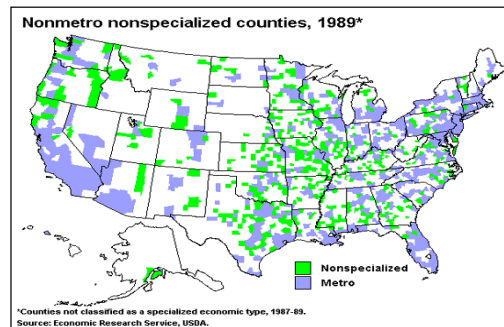 Nonmetro nonspecialized counties, 1989*
Nonspecialized
Metro
*Counties not classified as a specialized economic type, 1987-89.
Source: Economic Research Service, USDA.